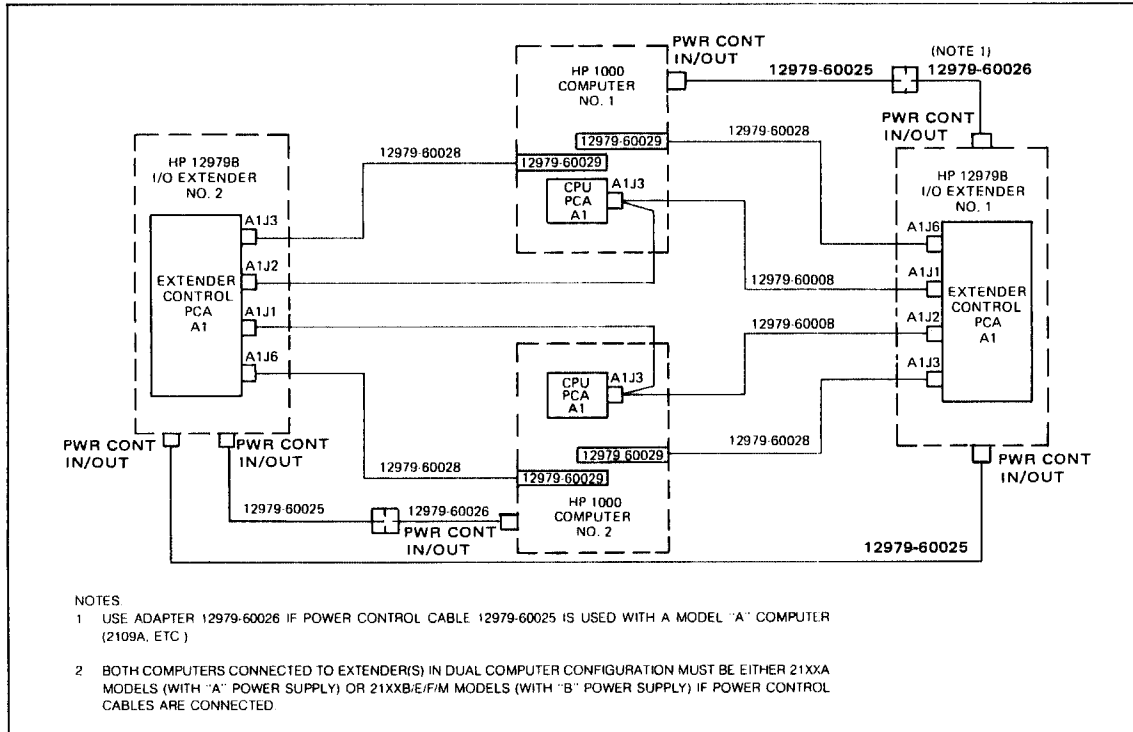 PWR CONT
IN/OUT
HP 1000
COMPUTER
NO. 1
12979-60025
(NOTE 1)
12979-60026
PWR CONT
IN/OUT
HP 12979B
I/O EXTENDER
NO. 2
12979-60028
12979-60029
12979-60029
12979-60028
HP 12979B
I/O EXTENDER
NO. 1
CPU
PCA
A1
A1J3
A1J3
A1J2
A1J1
A1J6
EXTENDER
CONTROL
PCA
A1
12979-60008
12979-60008
A1J6
A1J1
A1J2
A1J3
EXTENDER
CONTROL
PCA
A1
CPU
PCA
A1
A1J3
PWR CONT
IN/OUT
PWR CONT
IN/OUT
12979-60028
12979-60029
12979-60029
12979-60028
PWR CONT
IN/OUT
HP 1000
COMPUTER
NO. 2
12979-60025
12979-60026
PWR CONT
IN/OUT
12979-60025
NOTES
1 USE ADAPTER 12979-60026 IF POWER CONTROL CABLE 12979-60025 IS USED WITH A MODEL "A" COMPUTER
(2109A, ETC )
2 BOTH COMPUTERS CONNECTED TO EXTENDER(S) IN DUAL COMPUTER CONFIGURATION MUST BE EITHER 21XXA
MODELS (WITH "A" POWER SUPPLY) OR 21XXB/E/F/M MODELS (WITH "B" POWER SUPPLY) IF POWER CONTROL
CABLES ARE CONNECTED.